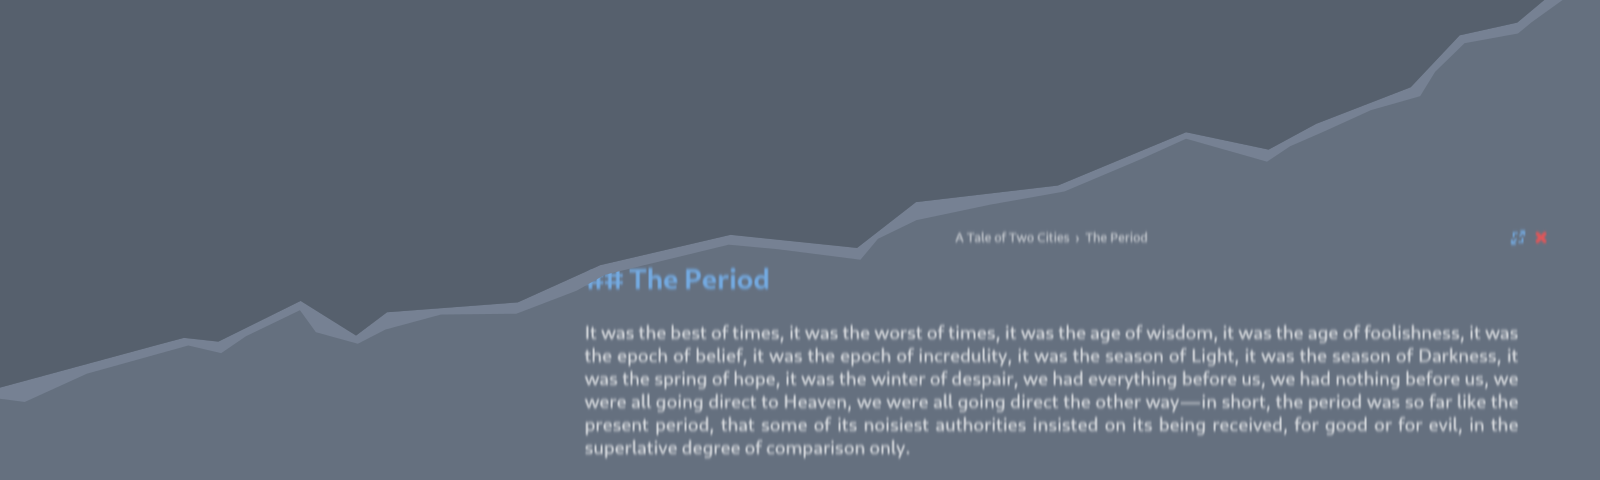 A Tale of Two Cities › The Period
## The Period
It was the best of times, it was the worst of times, it was the age of wisdom, it was the age of foolishness, it was
the epoch of belief, it was the epoch of incredulity, it was the season of Light, it was the season of Darkness, it
was the spring of hope, it was the winter of despair, we had everything before us, we had nothing before us, we
were all going direct to Heaven, we were all going direct the other way—in short, the period was so far like the
present period, that some of its noisiest authorities insisted on its being received, for good or for evil, in the
superlative degree of comparison only.